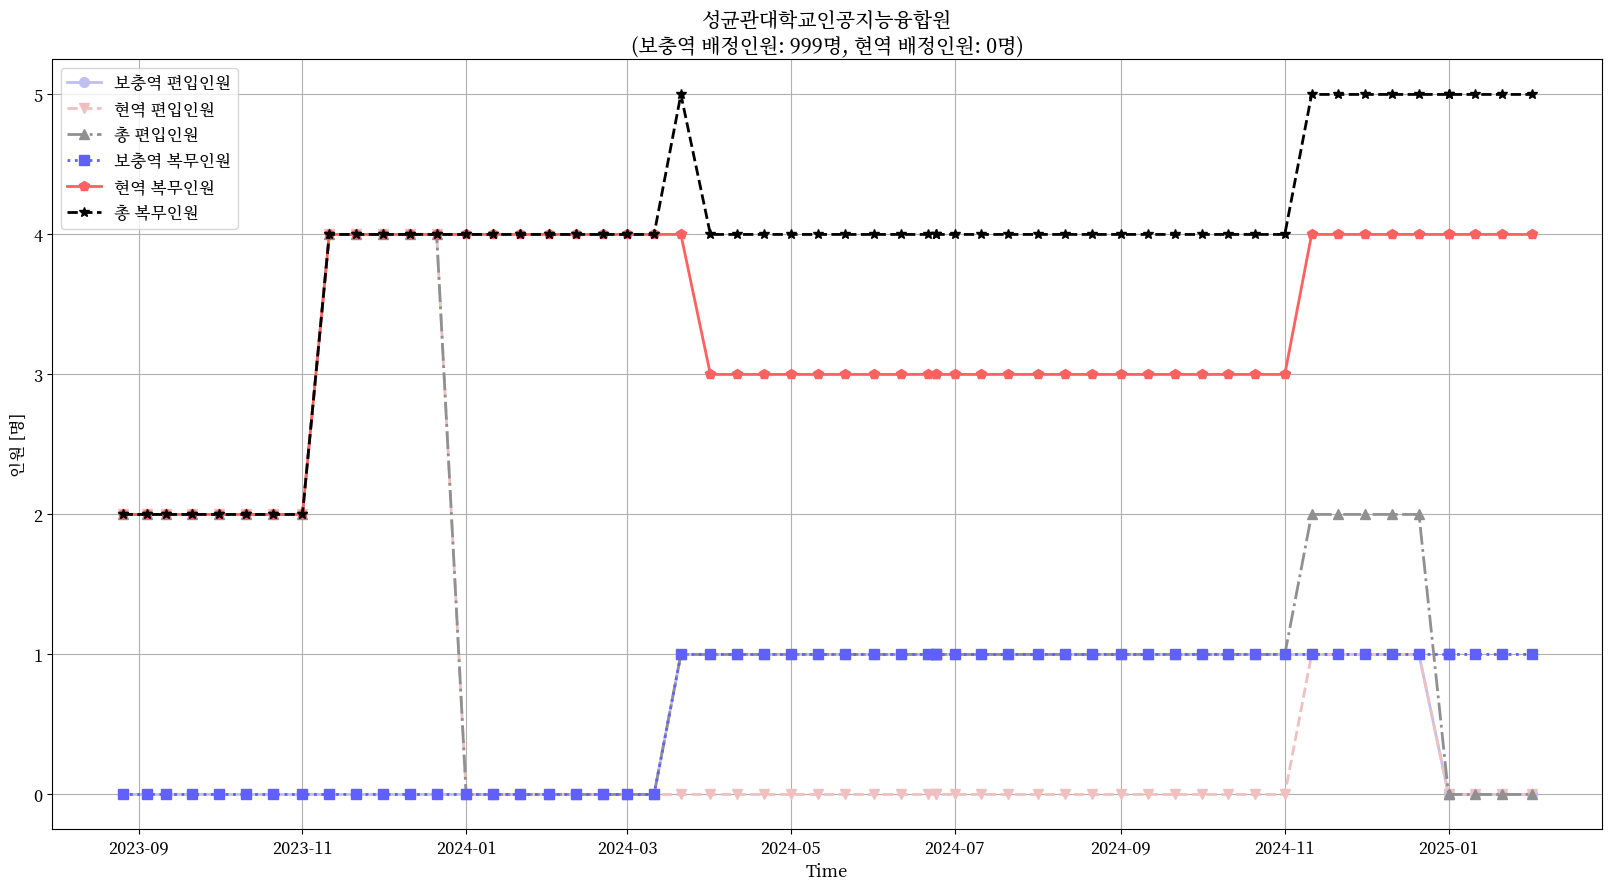 성균관대학교인공지능융합원
(보충역 배정인원: 999명, 현역 배정인원: 0명)
보충역 편입인원
현역 편입인원
총 편입인원
보충역 복무인원
현역 복무인원
총 복무인원
인원 [명]
5
4
3
2
1
0
2023-09
2023-11
2024-01
2024-03
2024-05
2024-07
2024-09
2024-11
2025-01
Time